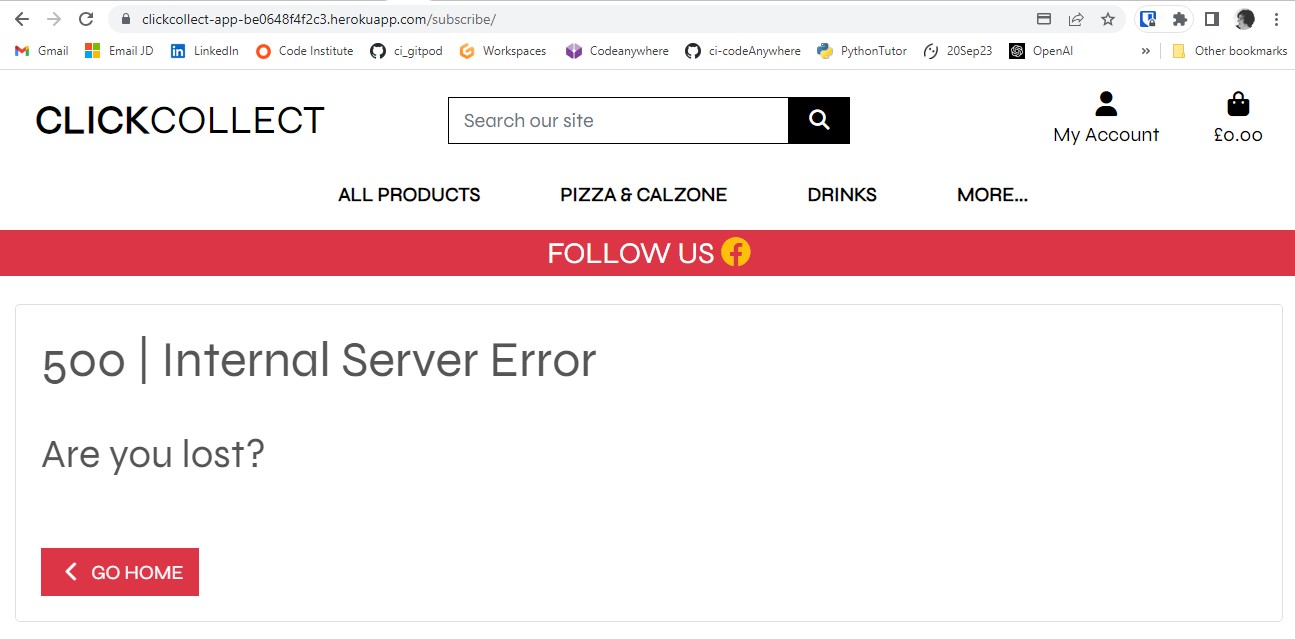 clickcollect-app-be0648f4f2c3.herokuapp.com/subscribe/
Gmail Email JD LinkedIn Code Institute ci_gitpod Workspaces Codeanywhere ci-codeAnywhere PythonTutor 20Sep23 OpenAI » Other bookmarks
CLICKCOLLECT
Search our site
My Account
£0.00
ALL PRODUCTS PIZZA & CALZONE DRINKS MORE...
FOLLOW US
500 | Internal Server Error
Are you lost?
GO HOME